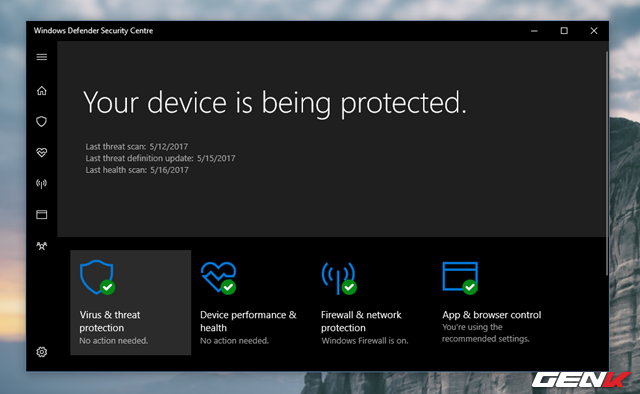 Windows Defender Security Centre
Your device is being protected.
Last threat scan: 5/12/2017
Last threat definition update: 5/15/2017
Last health scan: 5/16/2017
Virus & threat
protection
No action needed.
Device performance &
health
No action needed.
Firewall & network
protection
Windows Firewall is on.
App & browser control
You're using the
recommended settings.
GENK